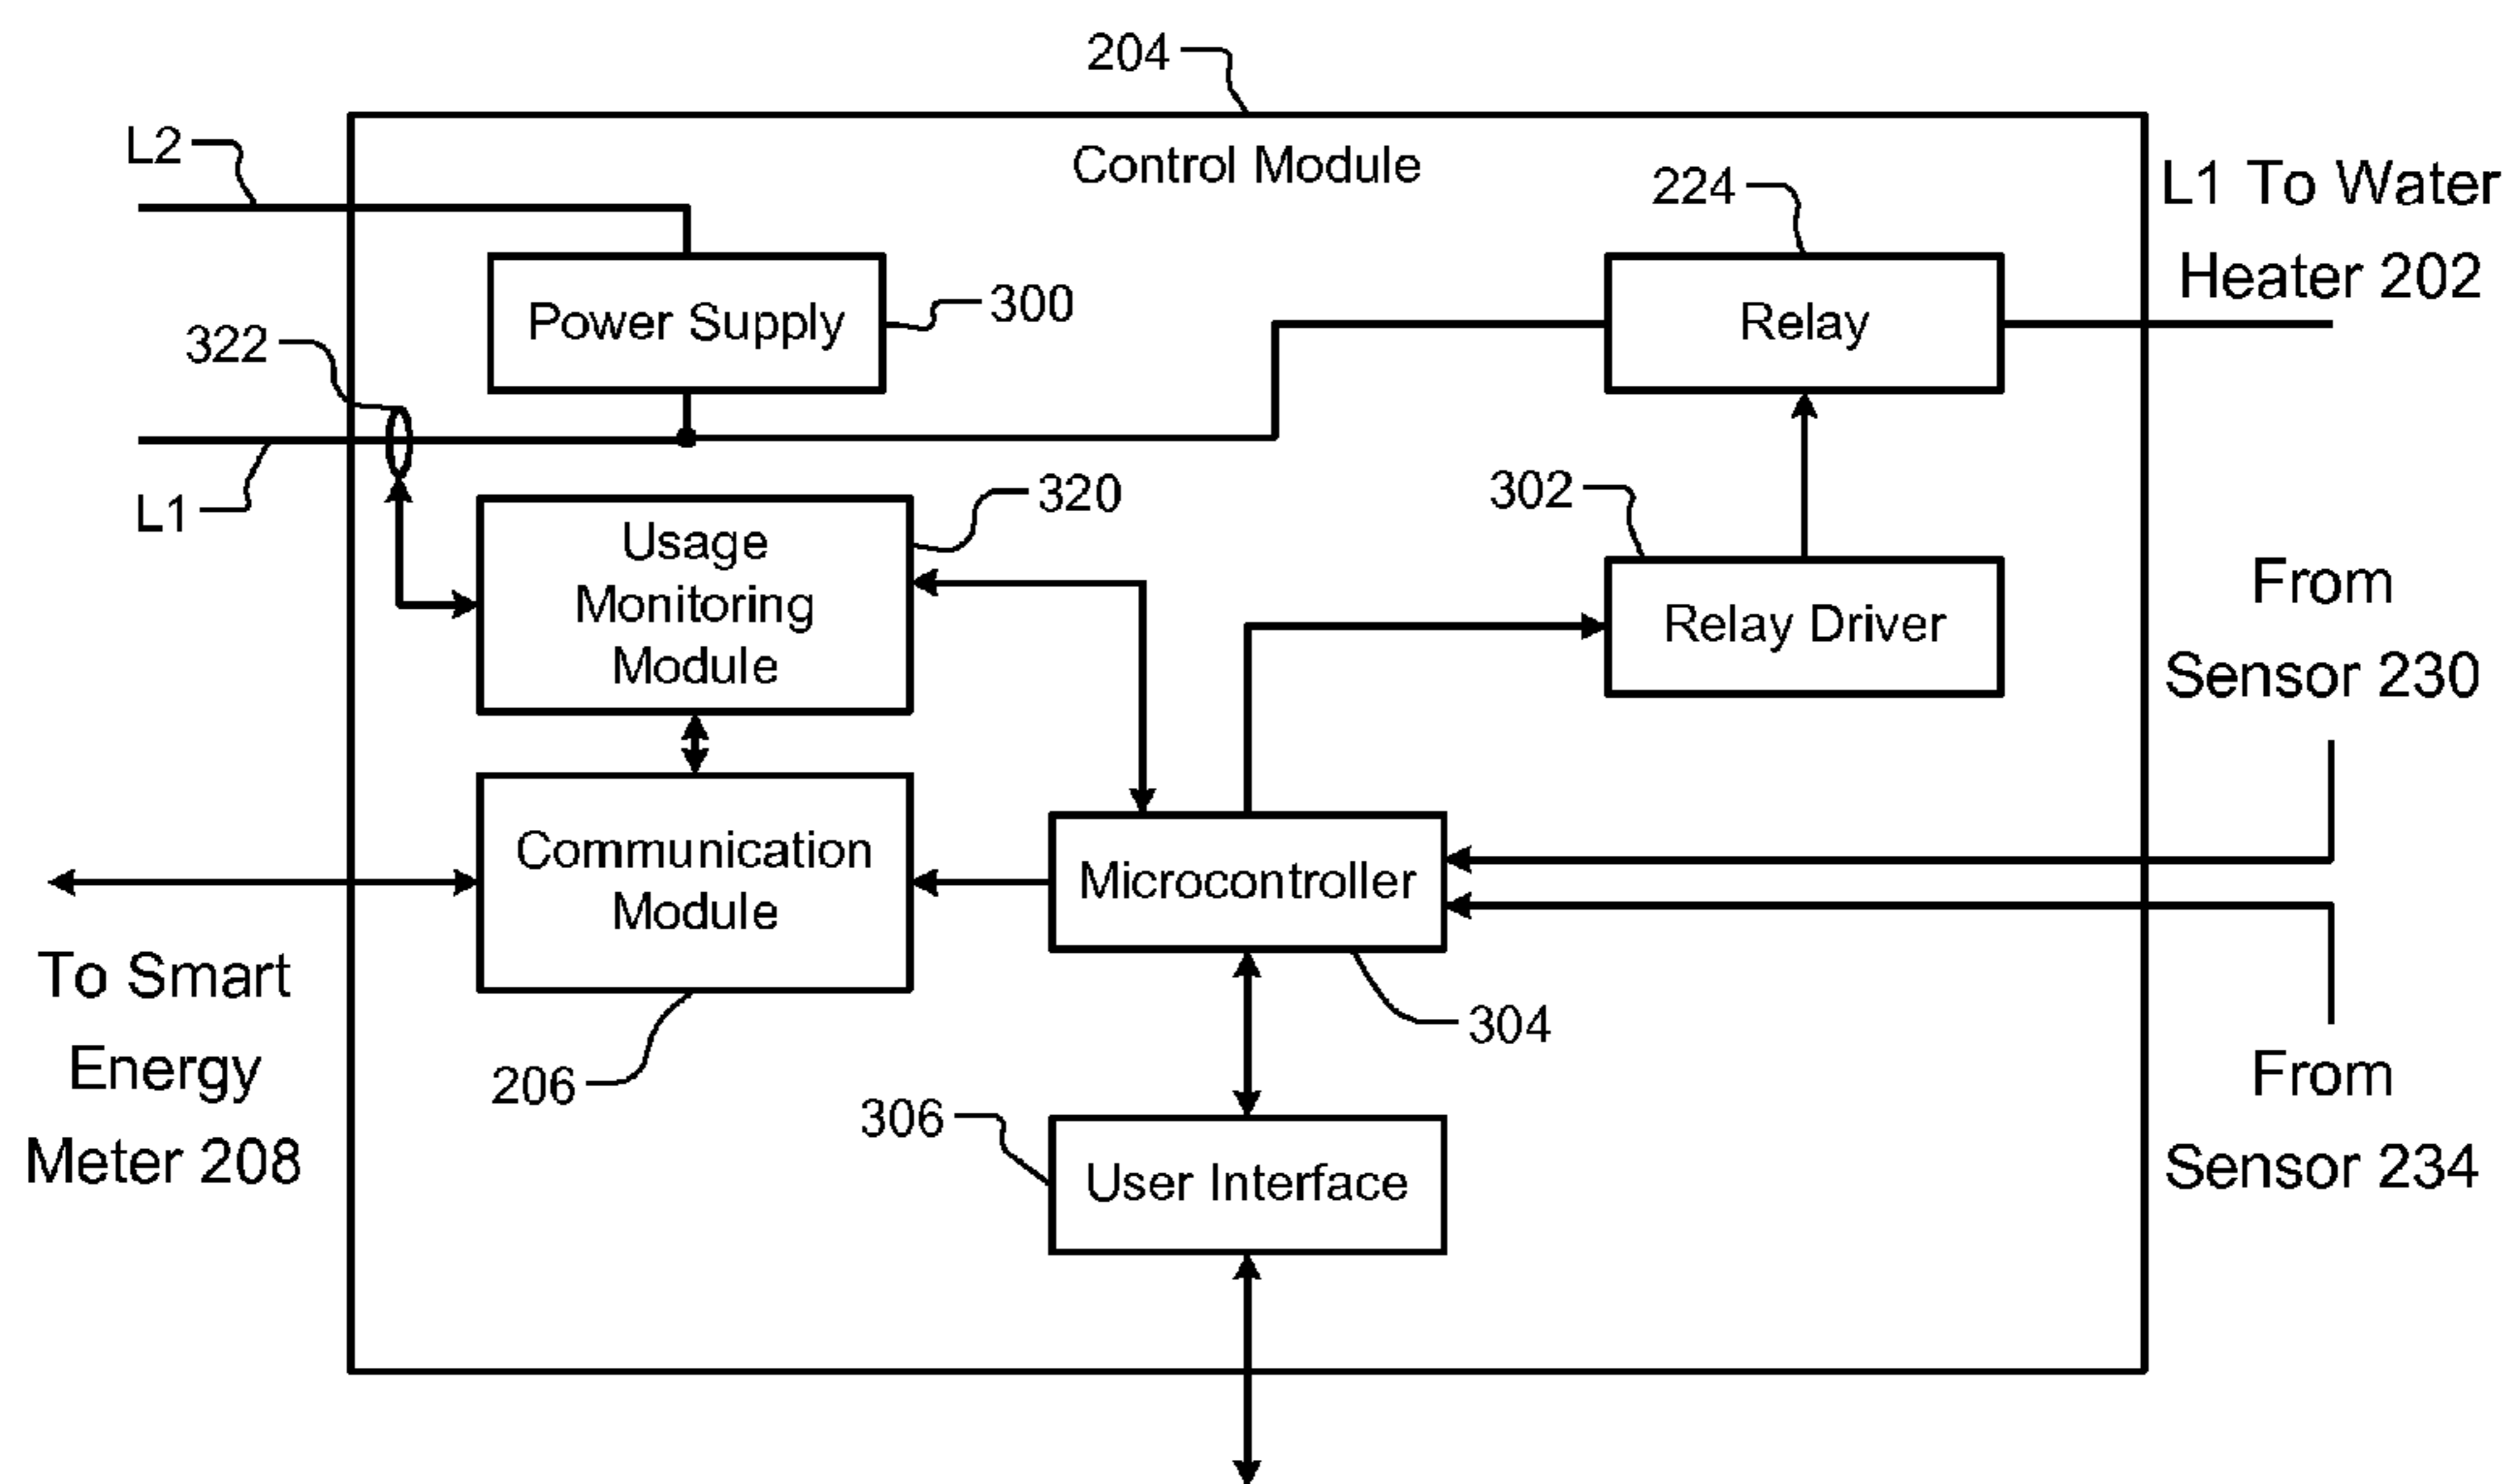 204
L2
Control Module
224
L1 To Water
Heater 202
Power Supply
300
Relay
322
L1
320
302
Usage
Monitoring
Module
Relay Driver
From
Sensor 230
Communication
Module
Microcontroller
To Smart
Energy
Meter 208
206
304
306
User Interface
From
Sensor 234